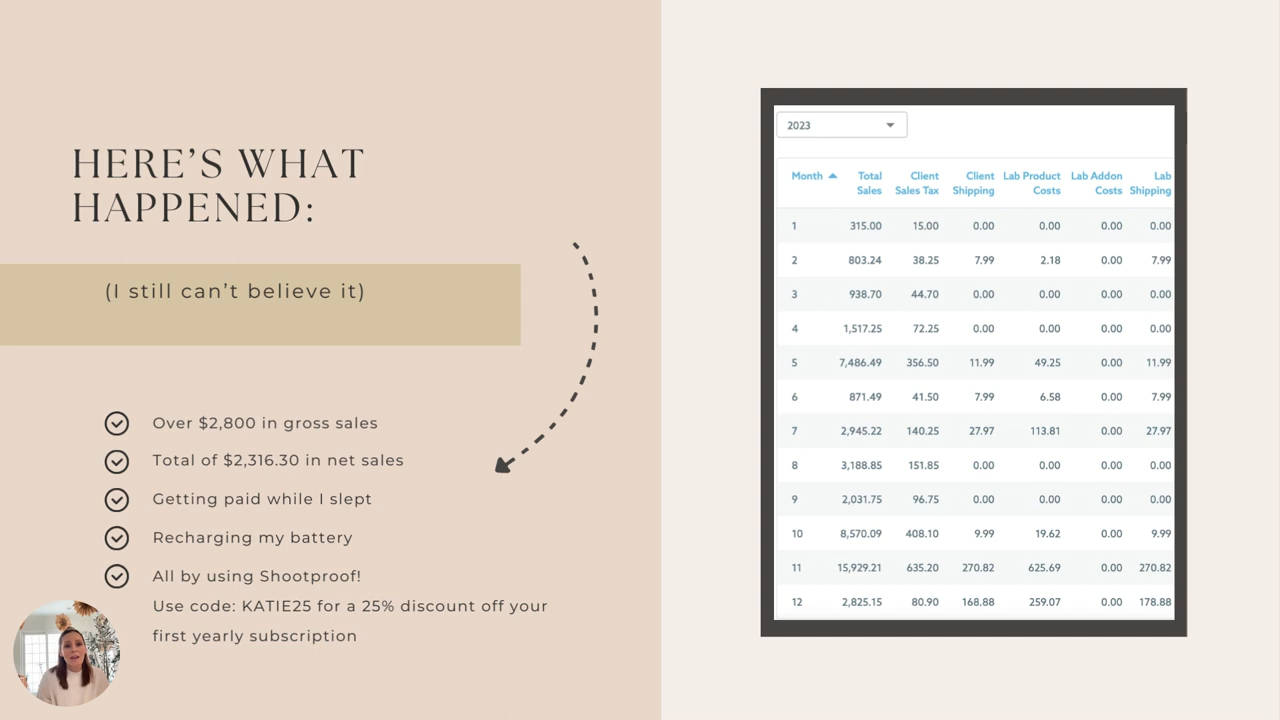 HERE’S WHAT
HAPPENED:
(I still can’t believe it)
Over $2,800 in gross sales
Total of $2,316.30 in net sales
Getting paid while I slept
Recharging my battery
All by using Shootproof!
Use code: KATIE25 for a 25% discount off your
first yearly subscription
2023
Month Total Sales Client Sales Tax Client Shipping Lab Product Costs Lab Addon Costs Lab Shipping
1 315.00 15.00 0.00 0.00 0.00 0.00
2 803.24 38.25 7.99 2.18 0.00 7.99
3 938.70 44.70 0.00 0.00 0.00 0.00
4 1,517.25 72.25 0.00 0.00 0.00 0.00
5 7,486.49 356.50 11.99 49.25 0.00 11.99
6 871.49 41.50 7.99 6.58 0.00 7.99
7 2,945.22 140.25 27.97 113.81 0.00 27.97
8 3,188.85 151.85 0.00 0.00 0.00 0.00
9 2,031.75 96.75 0.00 0.00 0.00 0.00
10 8,570.09 408.10 9.99 19.62 0.00 9.99
11 15,929.21 635.20 270.82 625.69 0.00 270.82
12 2,825.15 80.90 168.88 259.07 0.00 178.88